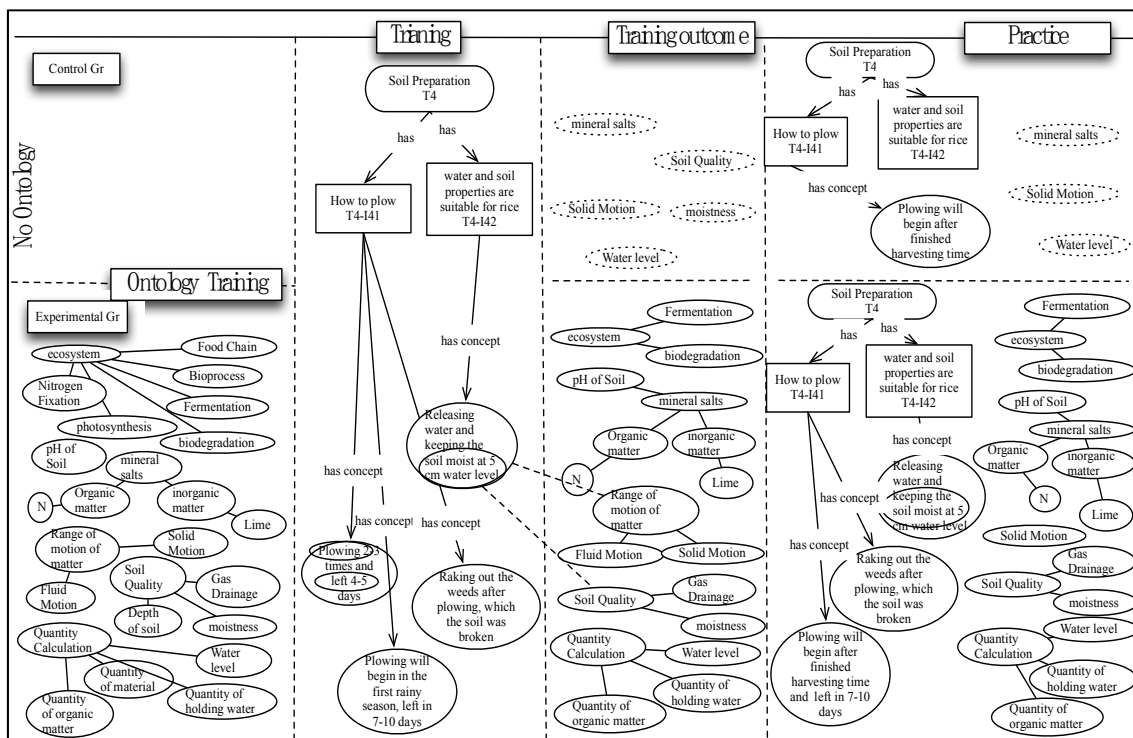 Trianing
Training outcome
Practice
Control Gr
No Ontology
Soil Preparation
T4
has
has
How to plow
T4-I41
water and soil
properties are
suitable for rice
T4-I42
mineral salts
Soil Quality
Solid Motion
moistness
Water level
Soil Preparation
T4
has
has
How to plow
T4-I41
water and soil
properties are
suitable for rice
T4-I42
has concept
Plowing will
begin after
finished
harvesting time
mineral salts
Solid Motion
Water level
Ontology Training
Experimental Gr
ecosystem
Food Chain
Bioprocess
Nitrogen
Fixation
Fermentation
photosynthesis
biodegradation
pH of
Soil
mineral
salts
N
Organic
matter
inorganic
matter
Lime
Range of
motion of
matter
Solid
Motion
Fluid
Motion
Soil
Quality
Gas
Drainage
Depth
of soil
moistness
Quantity
Calculation
Water
level
Quantity
of material
Quantity of
holding water
Quantity
of organic
matter
has concept
Releasing
water and
keeping the
soil moist at 5
cm water level
has concept
has concept
has concept
Plowing 2-3
times and
left 4-5
days
Raking out the
weeds after
plowing, which
the soil was
broken
Plowing will
begin in the
first rainy
season, left in
7-10 days
Fermentation
ecosystem
biodegradation
pH of Soil
mineral salts
Organic
matter
inorganic
matter
N
Lime
Range of
motion of matter
Fluid Motion
Solid Motion
Soil Quality
Gas
Drainage
moistness
Quantity
Calculation
Water level
Quantity of
holding water
Quantity
of organic matter
Soil Preparation
T4
has
has
How to plow
T4-I41
water and soil
properties are
suitable for rice
T4-I42
has concept
Releasing
water and
keeping the
soil moist at 5
cm water level
has concept
has concept
Raking out the
weeds after
plowing, which
the soil was
broken
Plowing will
begin after
finished
harvesting time
and left in 7-10
days
Fermentation
ecosystem
biodegradation
pH of Soil
mineral salts
Organic
matter
inorganic
matter
N
Lime
Solid Motion
Gas
Drainage
Soil Quality
moistness
Quantity
Calculation
Water level
Quantity of
holding water
Quantity
of organic matter